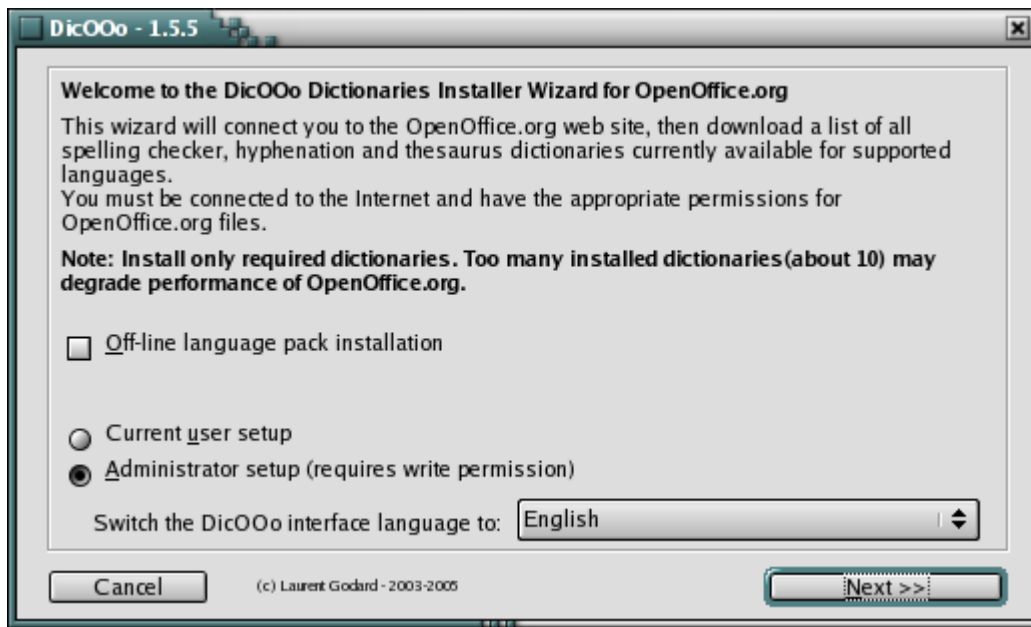 DicOOo - 1.5.5
Welcome to the DicOOo Dictionaries Installer Wizard for OpenOffice.org
This wizard will connect you to the OpenOffice.org web site, then download a list of all
spelling checker, hyphenation and thesaurus dictionaries currently available for supported
languages.
You must be connected to the Internet and have the appropriate permissions for
OpenOffice.org files.
Note: Install only required dictionaries. Too many installed dictionaries(about 10) may
degrade performance of OpenOffice.org.
Off-line language pack installation
Current user setup
Administrator setup (requires write permission)
Switch the DicOOo interface language to: English
Cancel (c) Laurent Godard - 2003-2005 Next >>